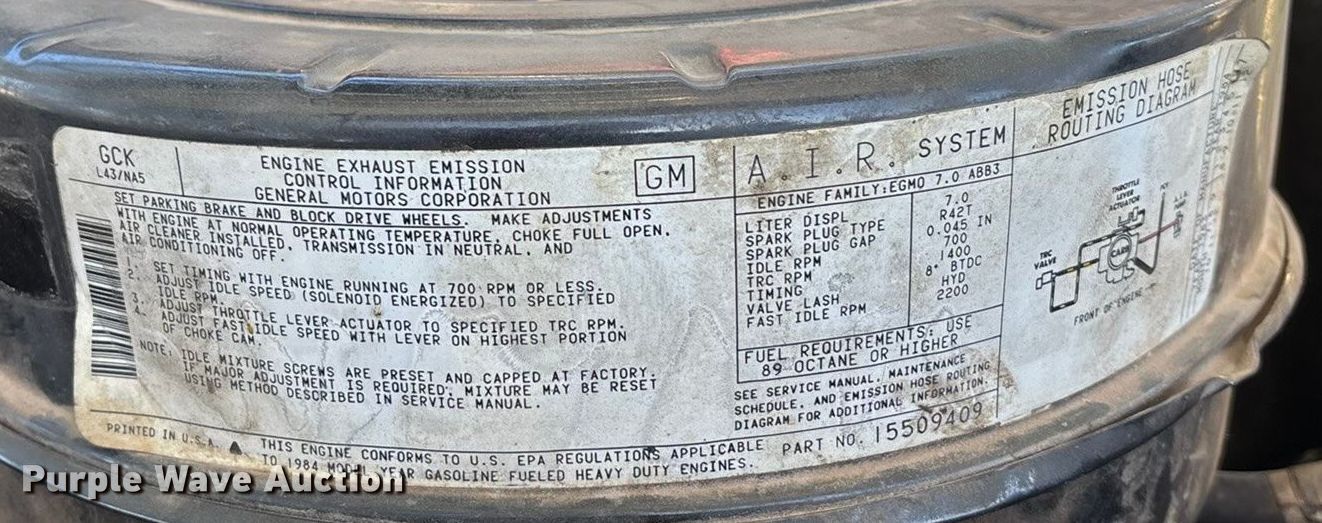 GCK
L43/NA5
ENGINE EXHAUST EMISSION
CONTROL INFORMATION
GENERAL MOTORS CORPORATION
GM
SET PARKING BRAKE AND BLOCK DRIVE WHEELS. MAKE ADJUSTMENTS
WITH ENGINE AT NORMAL OPERATING TEMPERATURE, CHOKE FULL OPEN,
AIR CLEANER INSTALLED, TRANSMISSION IN NEUTRAL, AND
AIR CONDITIONING OFF.
1. SET TIMING WITH ENGINE RUNNING AT 700 RPM OR LESS.
2. ADJUST IDLE SPEED (SOLENOID ENERGIZED) TO SPECIFIED
IDLE RPM.
3. ADJUST THROTTLE LEVER ACTUATOR TO SPECIFIED TRC RPM.
4. ADJUST FAST IDLE SPEED WITH LEVER ON HIGHEST PORTION
OF CHOKE CAM.
NOTE: IDLE MIXTURE SCREWS ARE PRESET AND CAPPED AT FACTORY.
IF MAJOR ADJUSTMENT IS REQUIRED, MIXTURE MAY BE RESET
USING METHOD DESCRIBED IN SERVICE MANUAL.
PRINTED IN U.S.A.
THIS ENGINE CONFORMS TO U.S. EPA REGULATIONS APPLICABLE
TO 1984 MODEL YEAR GASOLINE FUELED HEAVY DUTY ENGINES.
A.I.R. SYSTEM
ENGINE FAMILY:EGM0 7.0 ABB3
LITER DISPL 7.0
SPARK PLUG TYPE R42T
SPARK PLUG GAP 0.045 IN
IDLE RPM 700
TRC RPM 1400
TIMING 8° BTDC
VALVE LASH HYD
FAST IDLE RPM 2200
FUEL REQUIREMENTS: USE
89 OCTANE OR HIGHER
SEE SERVICE MANUAL, MAINTENANCE
SCHEDULE, AND EMISSION HOSE ROUTING
DIAGRAM FOR ADDITIONAL INFORMATION.
PART NO. 15509409
EMISSION HOSE
ROUTING DIAGRAM
THROTTLE
LEVER
ACTUATOR
TRC
VALVE
CARB
FRONT OF ENGINE
Purple Wave Auction